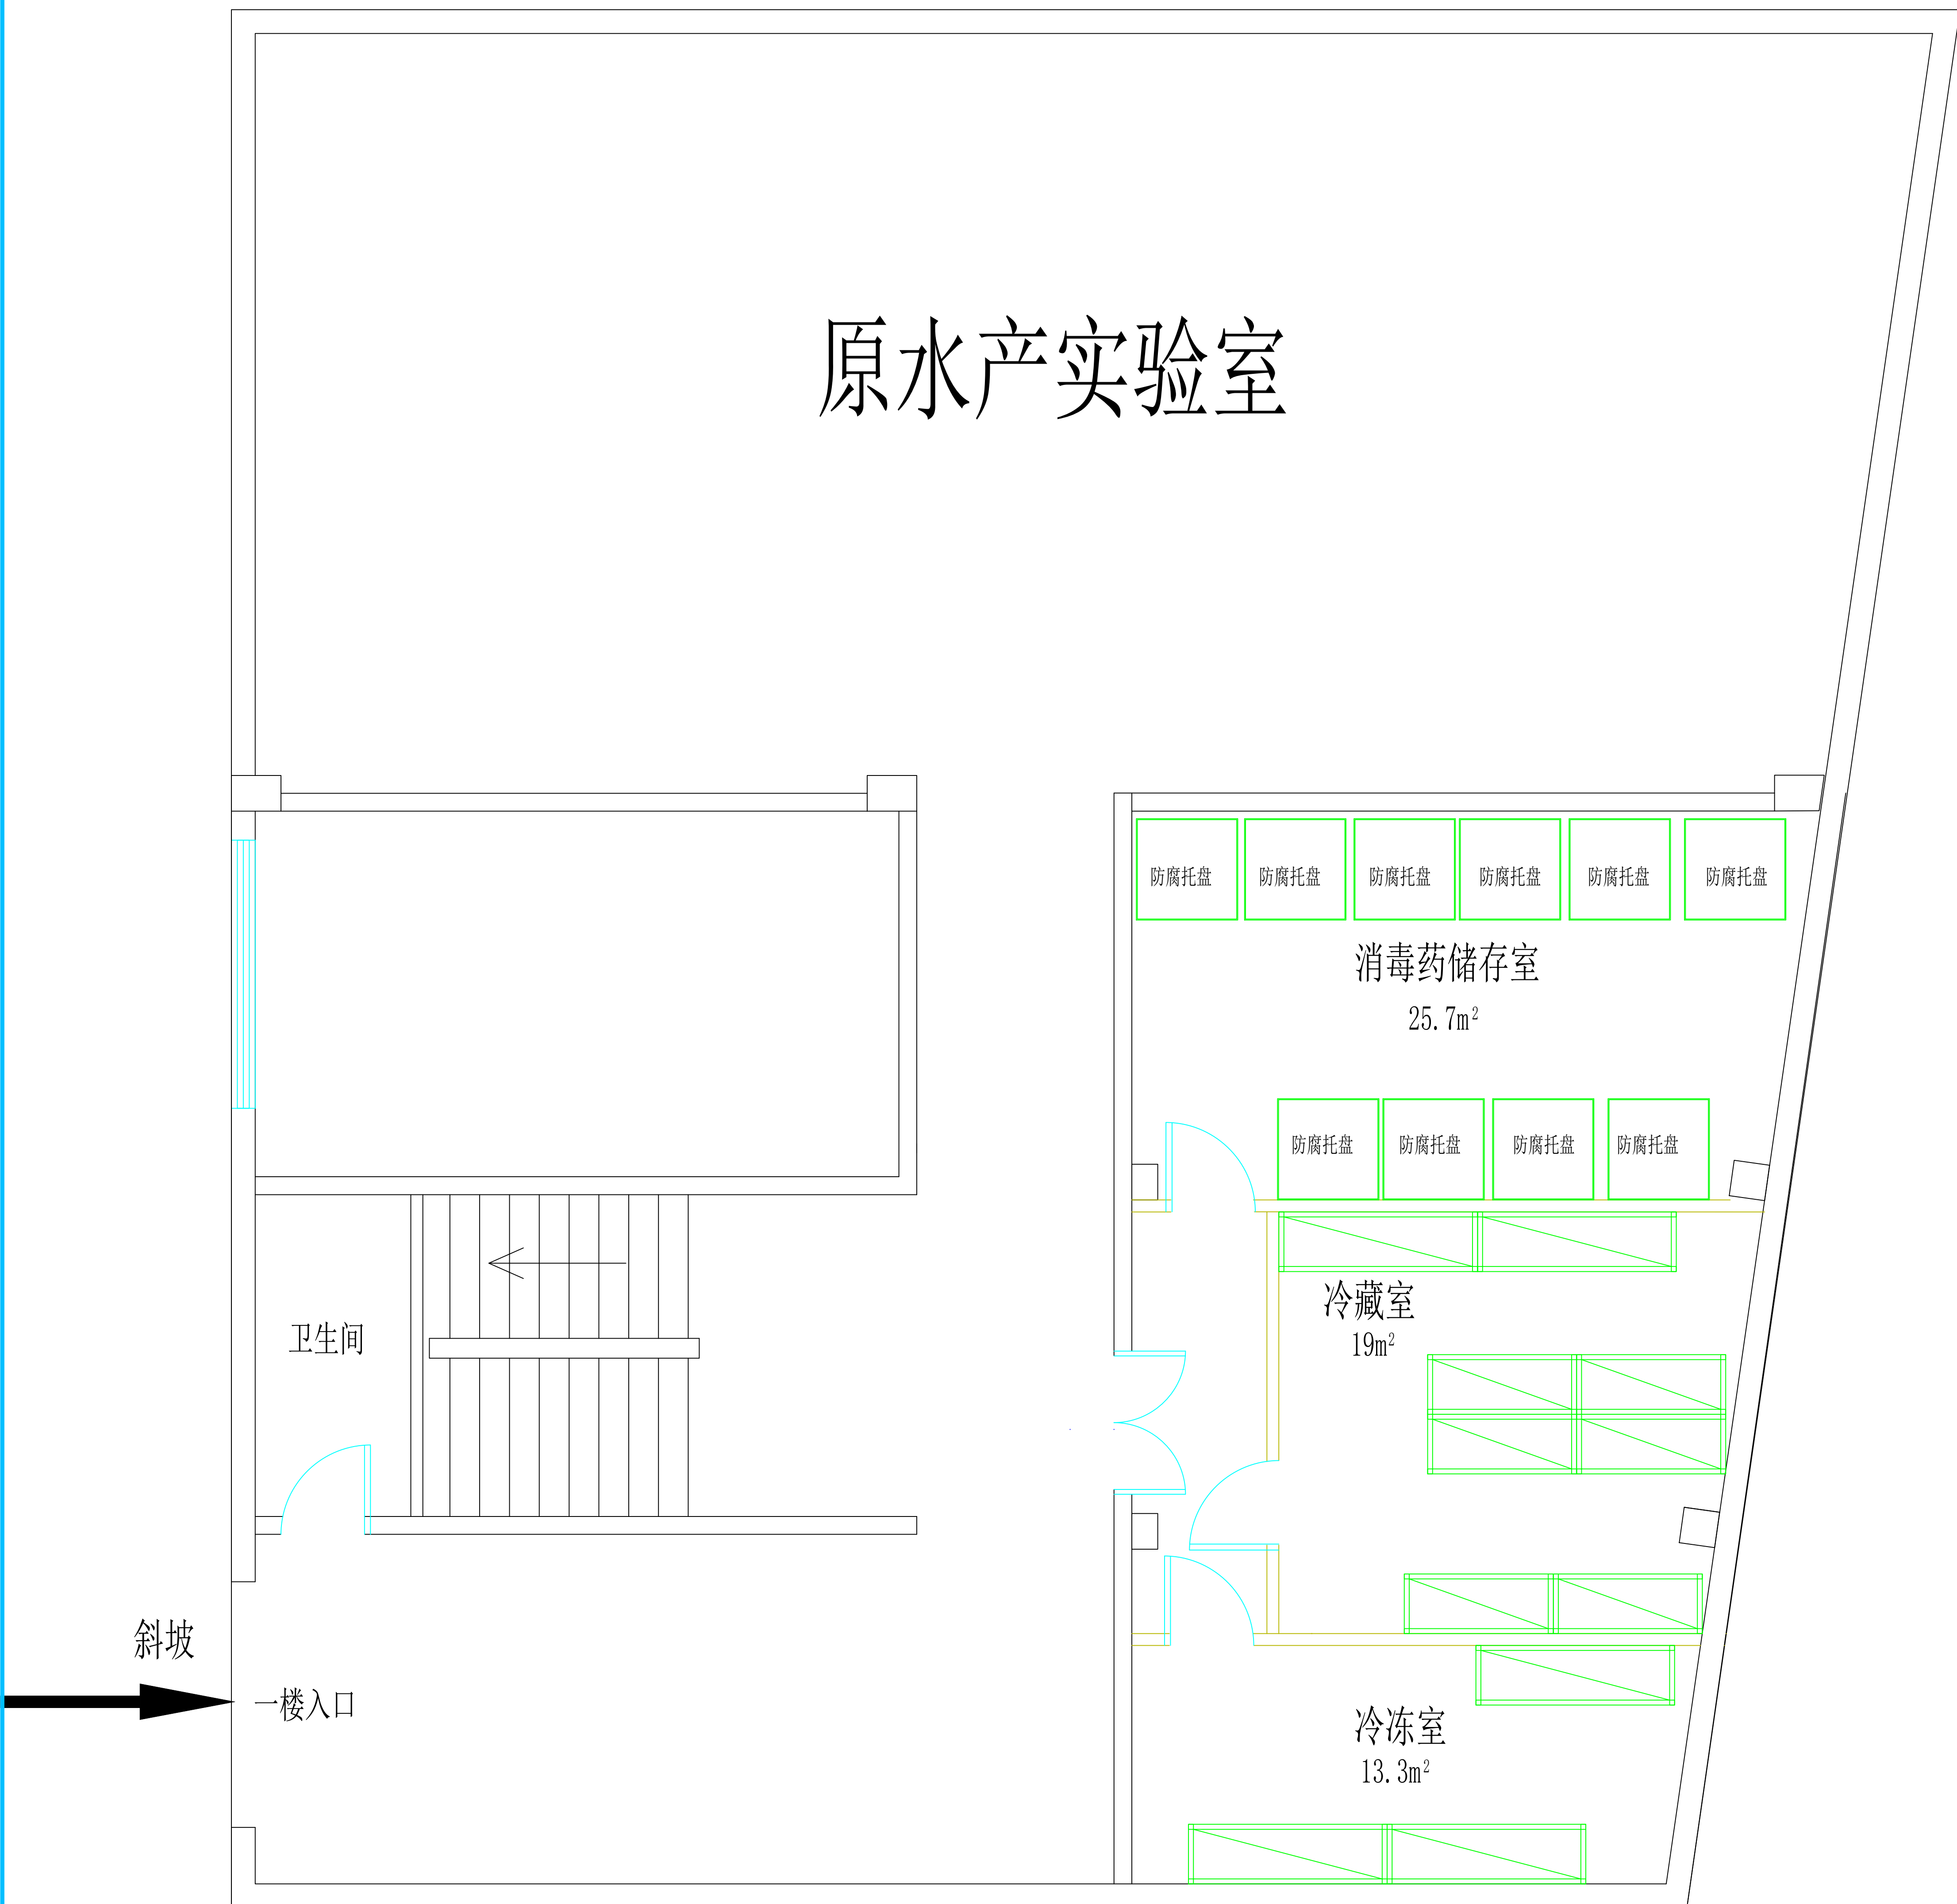 原水产实验室
防腐托盘
防腐托盘
防腐托盘
防腐托盘
防腐托盘
防腐托盘
消毒药储存室
25.7m²
防腐托盘
防腐托盘
防腐托盘
防腐托盘
冷藏室
19m²
卫生间
斜坡
一楼入口
冷冻室
13.3m²